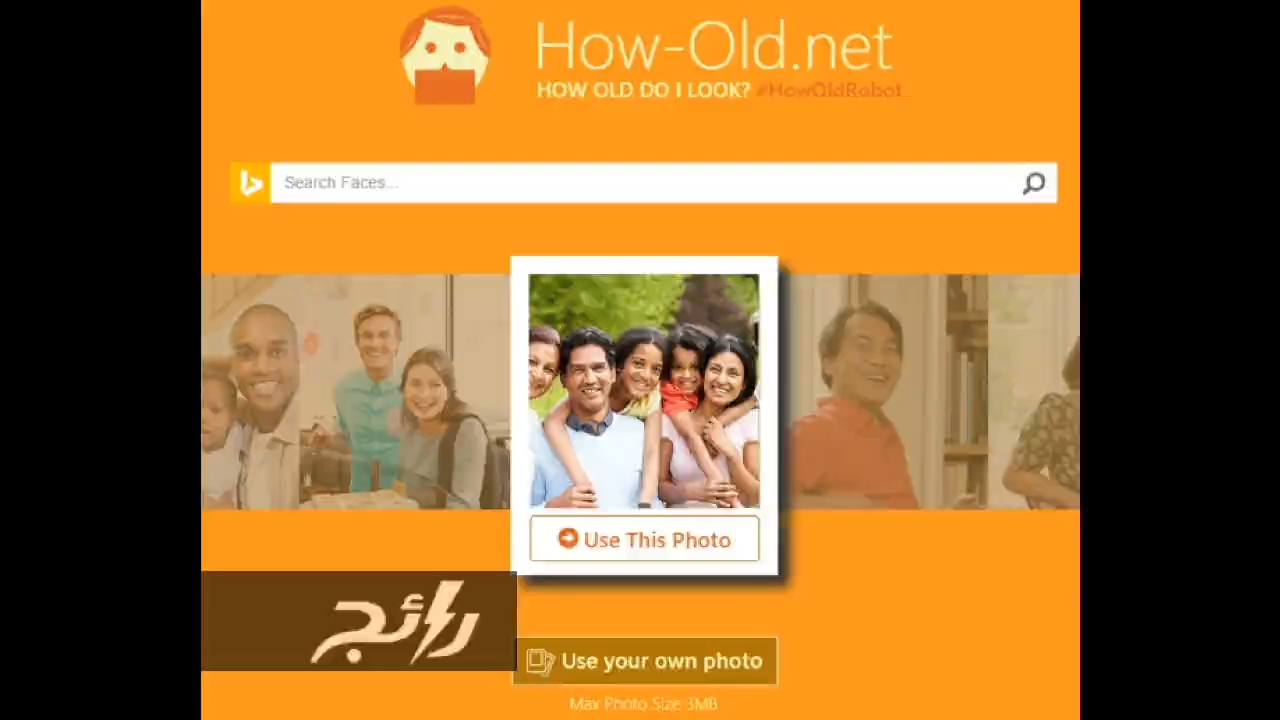 How-Old.net
HOW OLD DO I LOOK? #HowOldRobot
Search Faces...
Use This Photo
رائج
Use your own photo
Max Photo Size 3MB